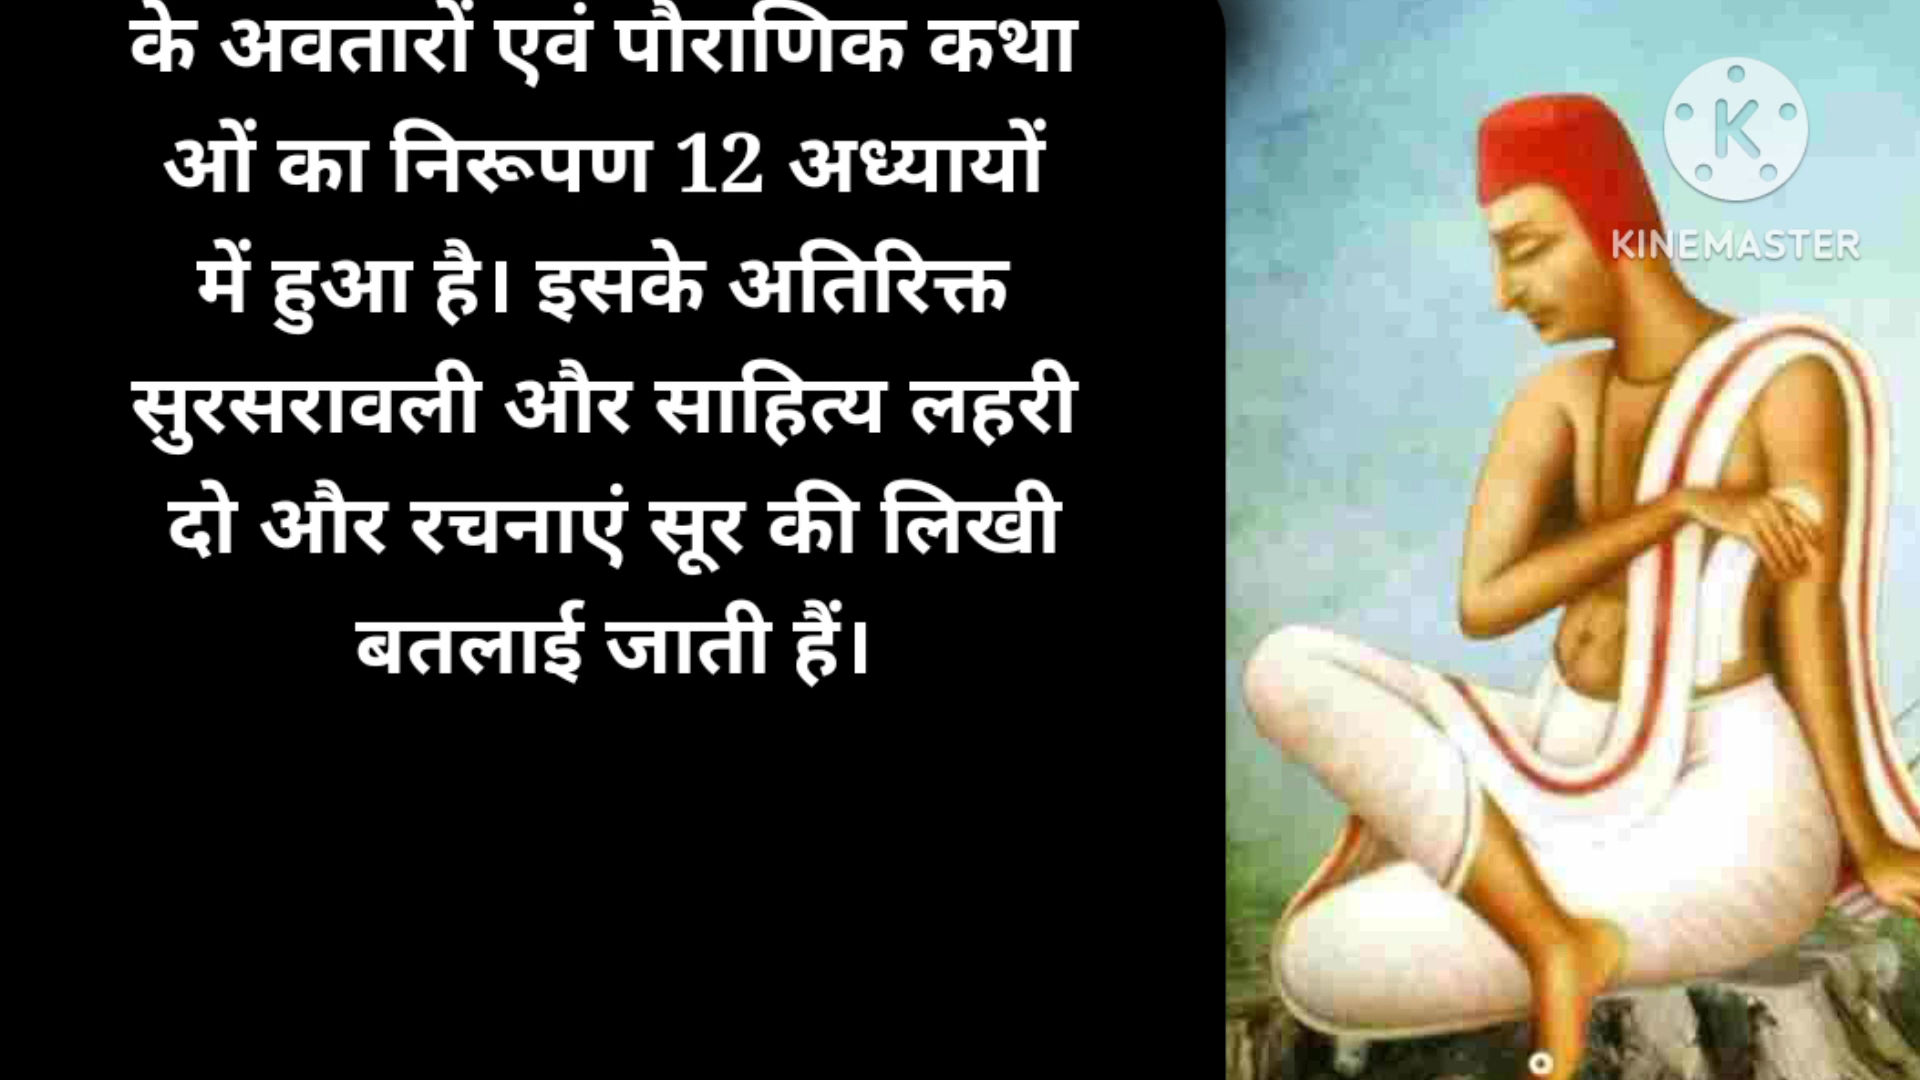 के अवतारों एवं पौराणिक कथा
ओं का निरूपण 12 अध्यायों
में हुआ है। इसके अतिरिक्त
सुरसरावली और साहित्य लहरी
दो और रचनाएं सूर की लिखी
बतलाई जाती हैं।
K
KINEMASTER